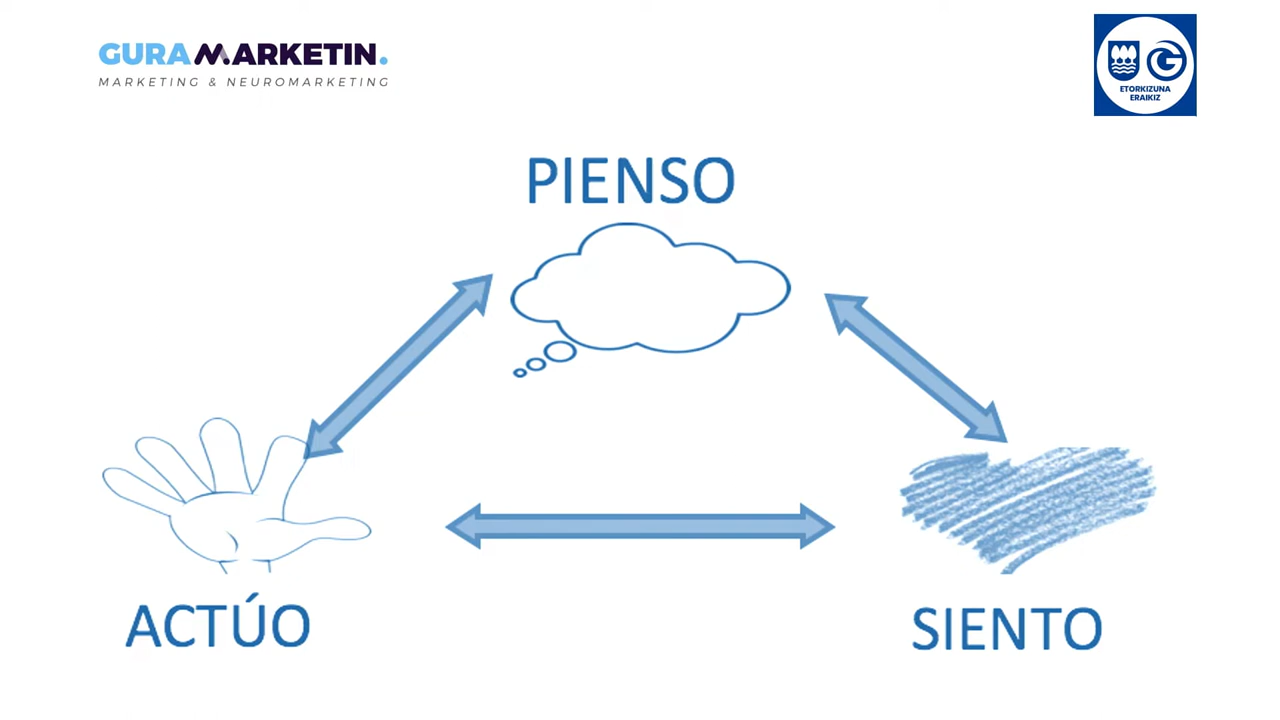 GURAMARKETIN.
MARKETING & NEUROMARKETING
ETORKIZUNA
ERAIKIZ
PIENSO
ACTÚO
SIENTO